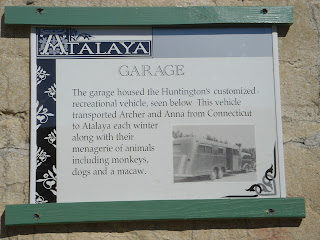 ATALAYA
GARAGE
The garage housed the Huntington's customized
recreational vehicle, seen below. This vehicle
transported Archer and Anna from Connecticut
to Atalaya each winter
along with their
menagerie of animals
including monkeys,
dogs and a macaw.